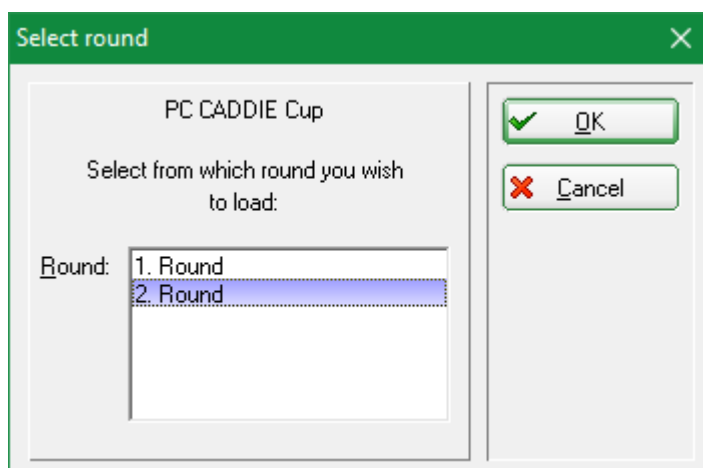 Select round
PC CADDIE Cup
Select from which round you wish
to load:
Round:
1. Round
2. Round
OK
Cancel